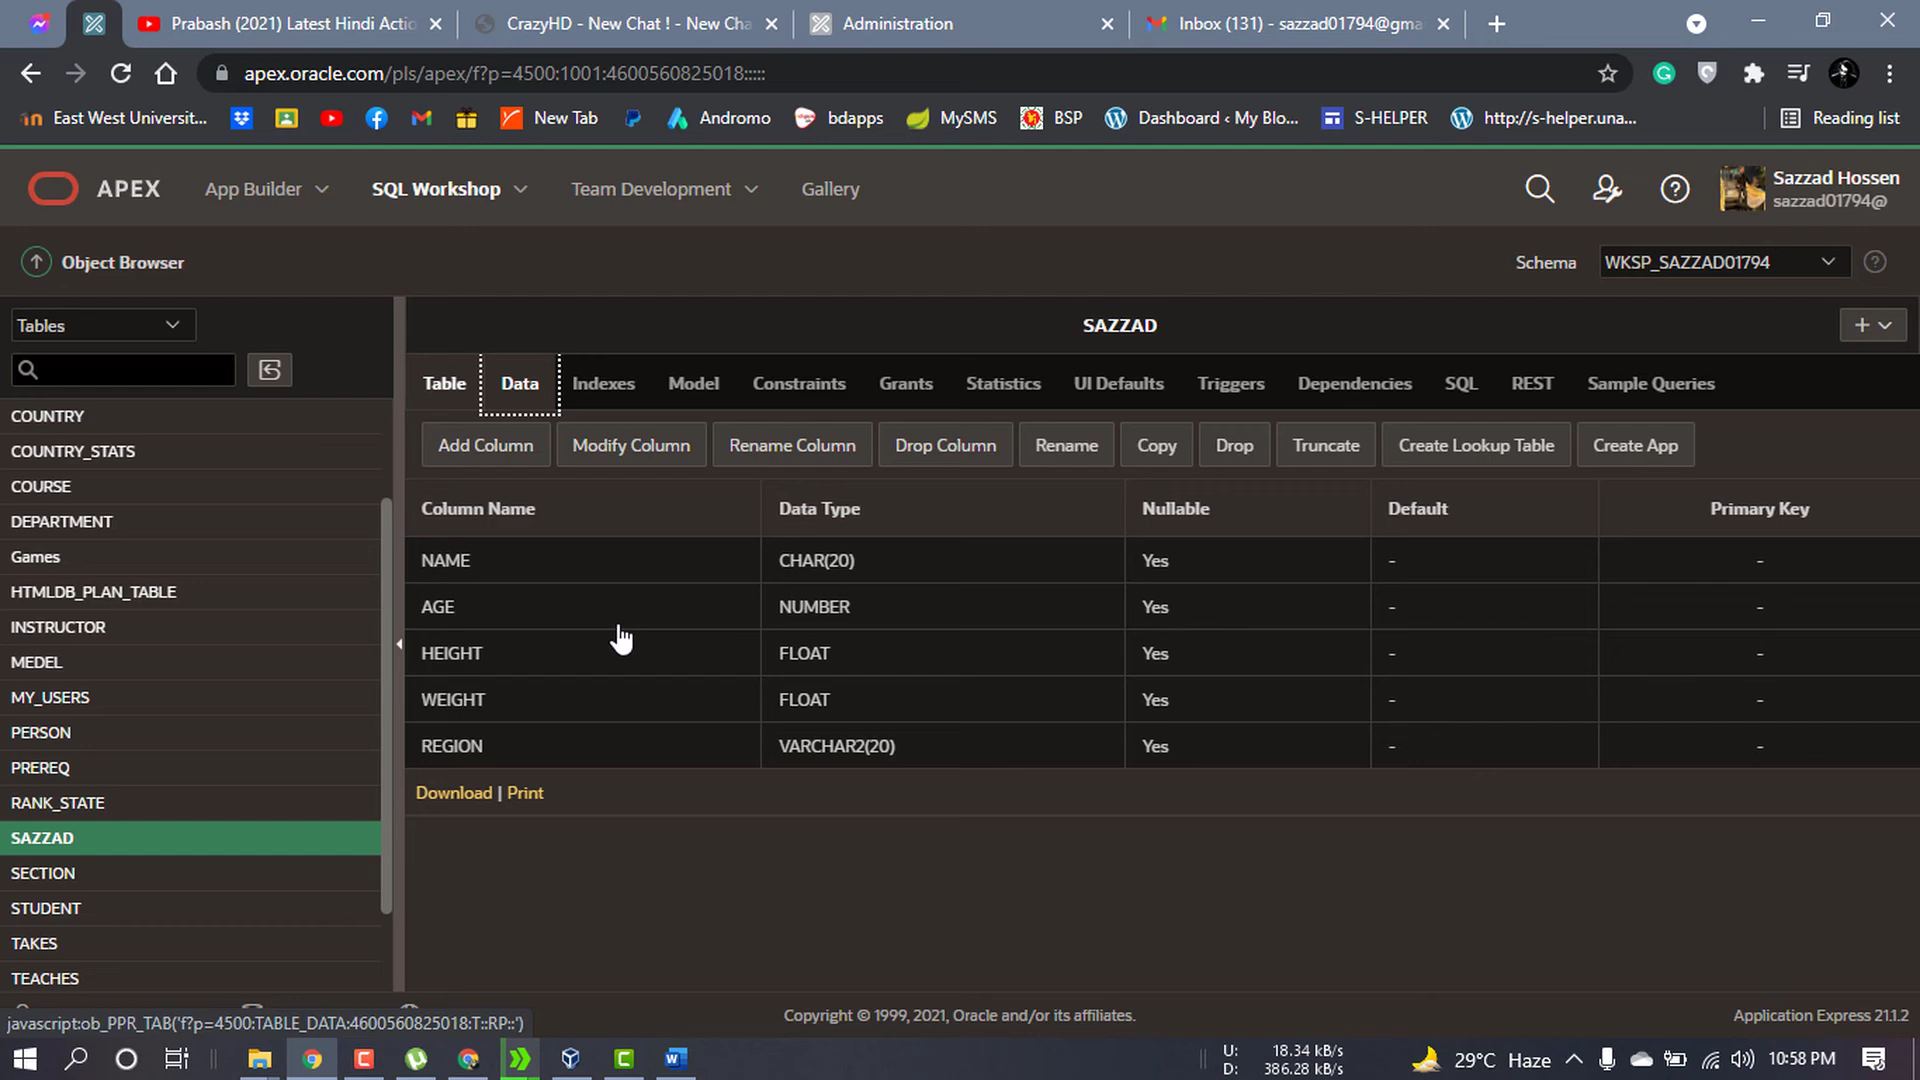 Prabash (2021) Latest Hindi Actio
CrazyHD - New Chat ! - New Cha
Administration
Inbox (131) - sazzad01794@gma
apex.oracle.com/pls/apex/f?p=4500:1001:4600560825018:::::
East West Universit...
New Tab
Andromo
bdapps
MySMS
BSP
Dashboard ‹ My Blo...
S-HELPER
http://s-helper.una...
Reading list
APEX
App Builder
SQL Workshop
Team Development
Gallery
Sazzad Hossen
sazzad01794@
Object Browser
Schema
WKSP_SAZZAD01794
Tables
SAZZAD
Table
Data
Indexes
Model
Constraints
Grants
Statistics
UI Defaults
Triggers
Dependencies
SQL
REST
Sample Queries
Add Column
Modify Column
Rename Column
Drop Column
Rename
Copy
Drop
Truncate
Create Lookup Table
Create App
COUNTRY
COUNTRY_STATS
COURSE
DEPARTMENT
Games
HTMLDB_PLAN_TABLE
INSTRUCTOR
MEDEL
MY_USERS
PERSON
PREREQ
RANK_STATE
SAZZAD
SECTION
STUDENT
TAKES
TEACHES
Column Name Data Type Nullable Default Primary Key
NAME CHAR(20) Yes - -
AGE NUMBER Yes - -
HEIGHT FLOAT Yes - -
WEIGHT FLOAT Yes - -
REGION VARCHAR2(20) Yes - -
Download | Print
Copyright © 1999, 2021, Oracle and/or its affiliates.
Application Express 21.1.2
javascript:ob_PPR_TAB('f?p=4500:TABLE_DATA:4600560825018:T::RP::')
U: 18.34 kB/s
D: 386.28 kB/s
29°C Haze
10:58 PM